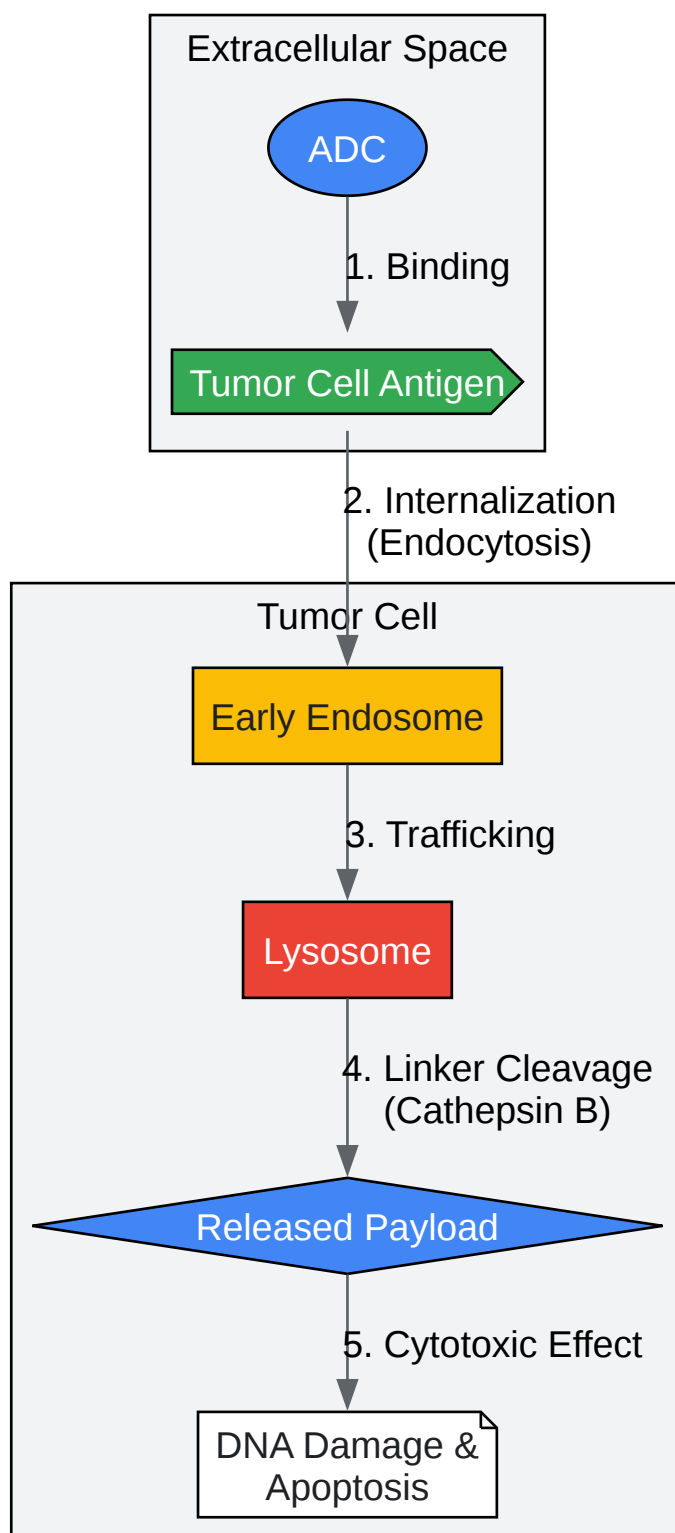 Extracellular Space
ADC
1. Binding
Tumor Cell Antigen
2. Internalization
(Endocytosis)
Tumor Cell
Early Endosome
3. Trafficking
Lysosome
4. Linker Cleavage
(Cathepsin B)
Released Payload
5. Cytotoxic Effect
DNA Damage &
Apoptosis